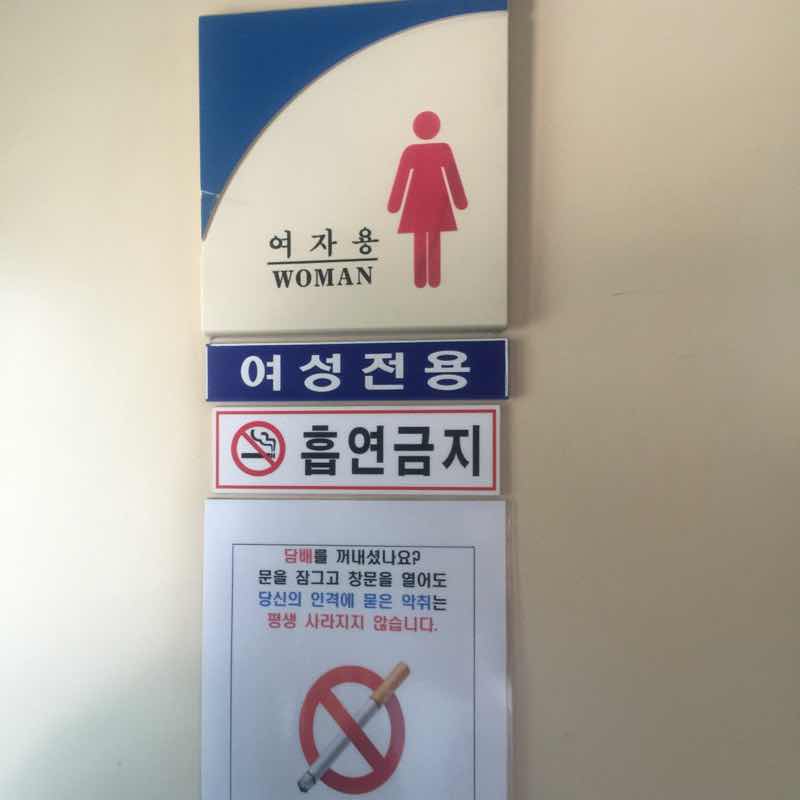 여자용
WOMAN
여성전용
흡연금지
담배를 꺼내셨나요?
문을 잠그고 창문을 열어도
당신의 인격에 묻은 악취는
평생 사라지지 않습니다.